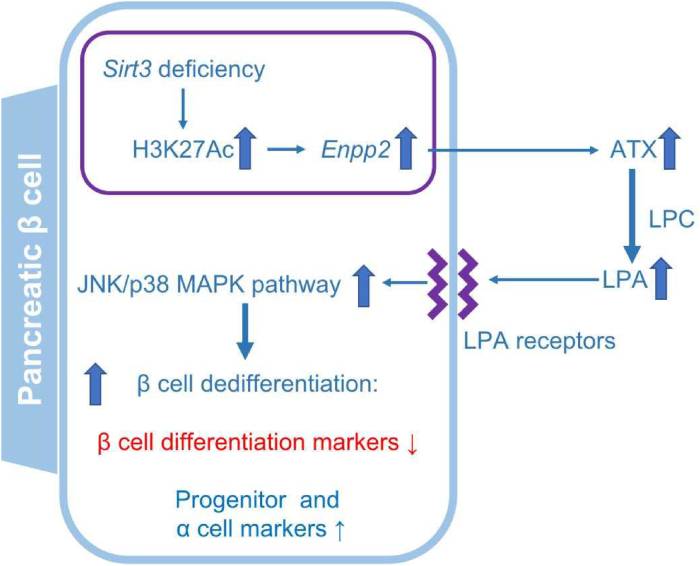 Pancreatic β cell
Sirt3 deficiency
H3K27Ac
Enpp2
ATX
LPC
LPA
JNK/p38 MAPK pathway
LPA receptors
β cell dedifferentiation:
β cell differentiation markers ↓
Progenitor and
α cell markers ↑